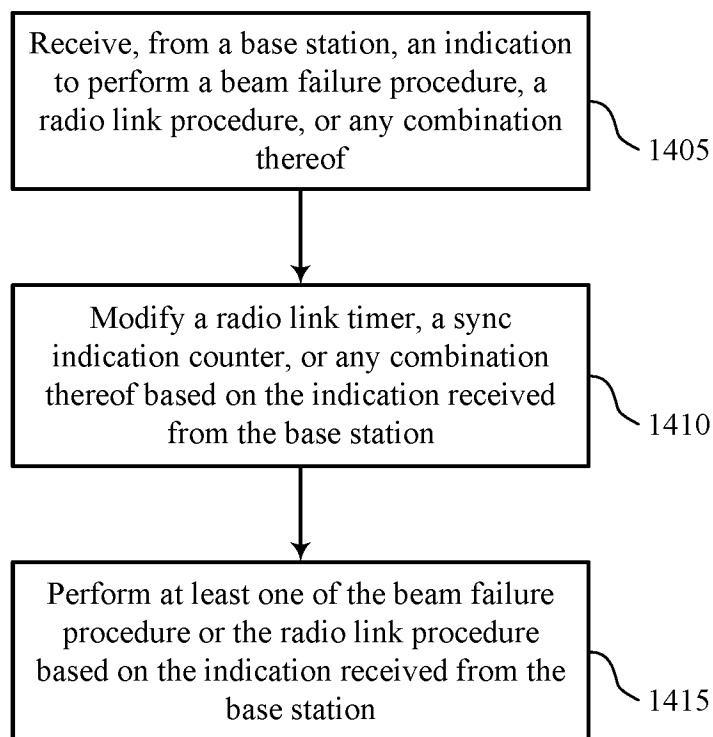 Receive, from a base station, an indication
to perform a beam failure procedure, a
radio link procedure, or any combination
thereof
1405
Modify a radio link timer, a sync
indication counter, or any combination
thereof based on the indication received
from the base station
1410
Perform at least one of the beam failure
procedure or the radio link procedure
based on the indication received from the
base station
1415